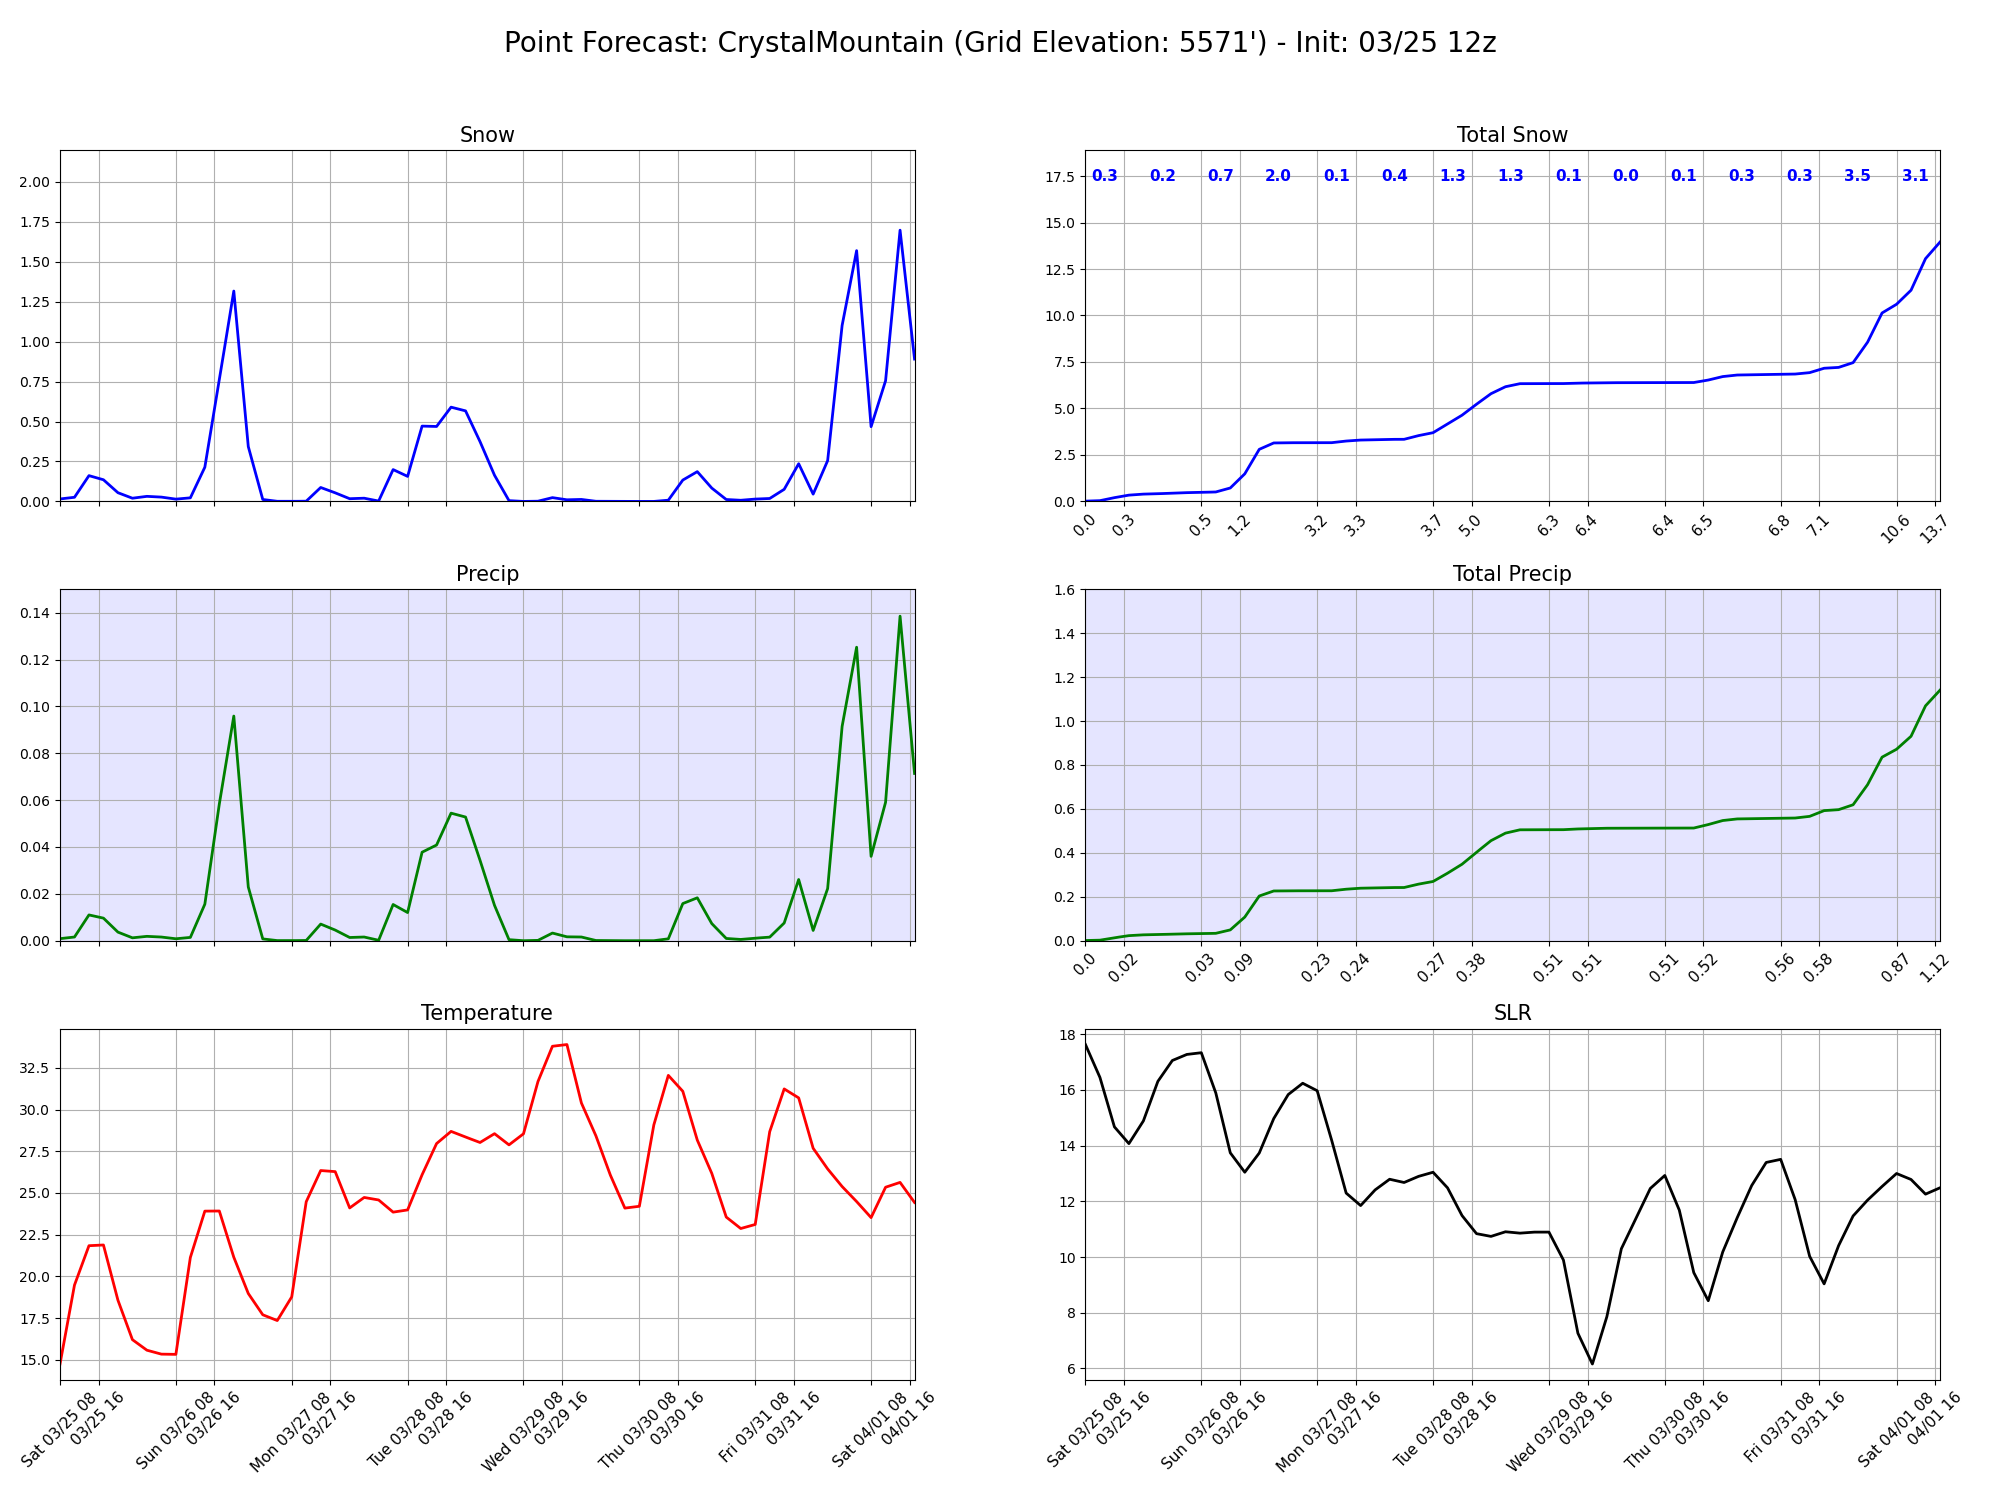 Point Forecast: CrystalMountain (Grid Elevation: 5571') - Init: 03/25 12z
Snow
2.00
1.75
1.50
1.25
1.00
0.75
0.50
0.25
0.00
Total Snow
0.3 0.2 0.7 2.0 0.1 0.4 1.3 1.3 0.1 0.0 0.1 0.3 0.3 3.5 3.1
17.5
15.0
12.5
10.0
7.5
5.0
2.5
0.0
0.0 0.3 0.5 1.2 3.2 3.3 3.7 5.0 6.3 6.4 6.4 6.5 6.8 7.1 10.6 13.7
Precip
0.14
0.12
0.10
0.08
0.06
0.04
0.02
0.00
Total Precip
1.6
1.4
1.2
1.0
0.8
0.6
0.4
0.2
0.0
0.0 0.02 0.03 0.09 0.23 0.24 0.27 0.38 0.51 0.51 0.51 0.52 0.56 0.58 0.87 1.12
Temperature
32.5
30.0
27.5
25.0
22.5
20.0
17.5
15.0
Sat 03/25 08
03/25 16
Sun 03/26 08
03/26 16
Mon 03/27 08
03/27 16
Tue 03/28 08
03/28 16
Wed 03/29 08
03/29 16
Thu 03/30 08
03/30 16
Fri 03/31 08
03/31 16
Sat 04/01 08
04/01 16
SLR
18
16
14
12
10
8
6
Sat 03/25 08
03/25 16
Sun 03/26 08
03/26 16
Mon 03/27 08
03/27 16
Tue 03/28 08
03/28 16
Wed 03/29 08
03/29 16
Thu 03/30 08
03/30 16
Fri 03/31 08
03/31 16
Sat 04/01 08
04/01 16